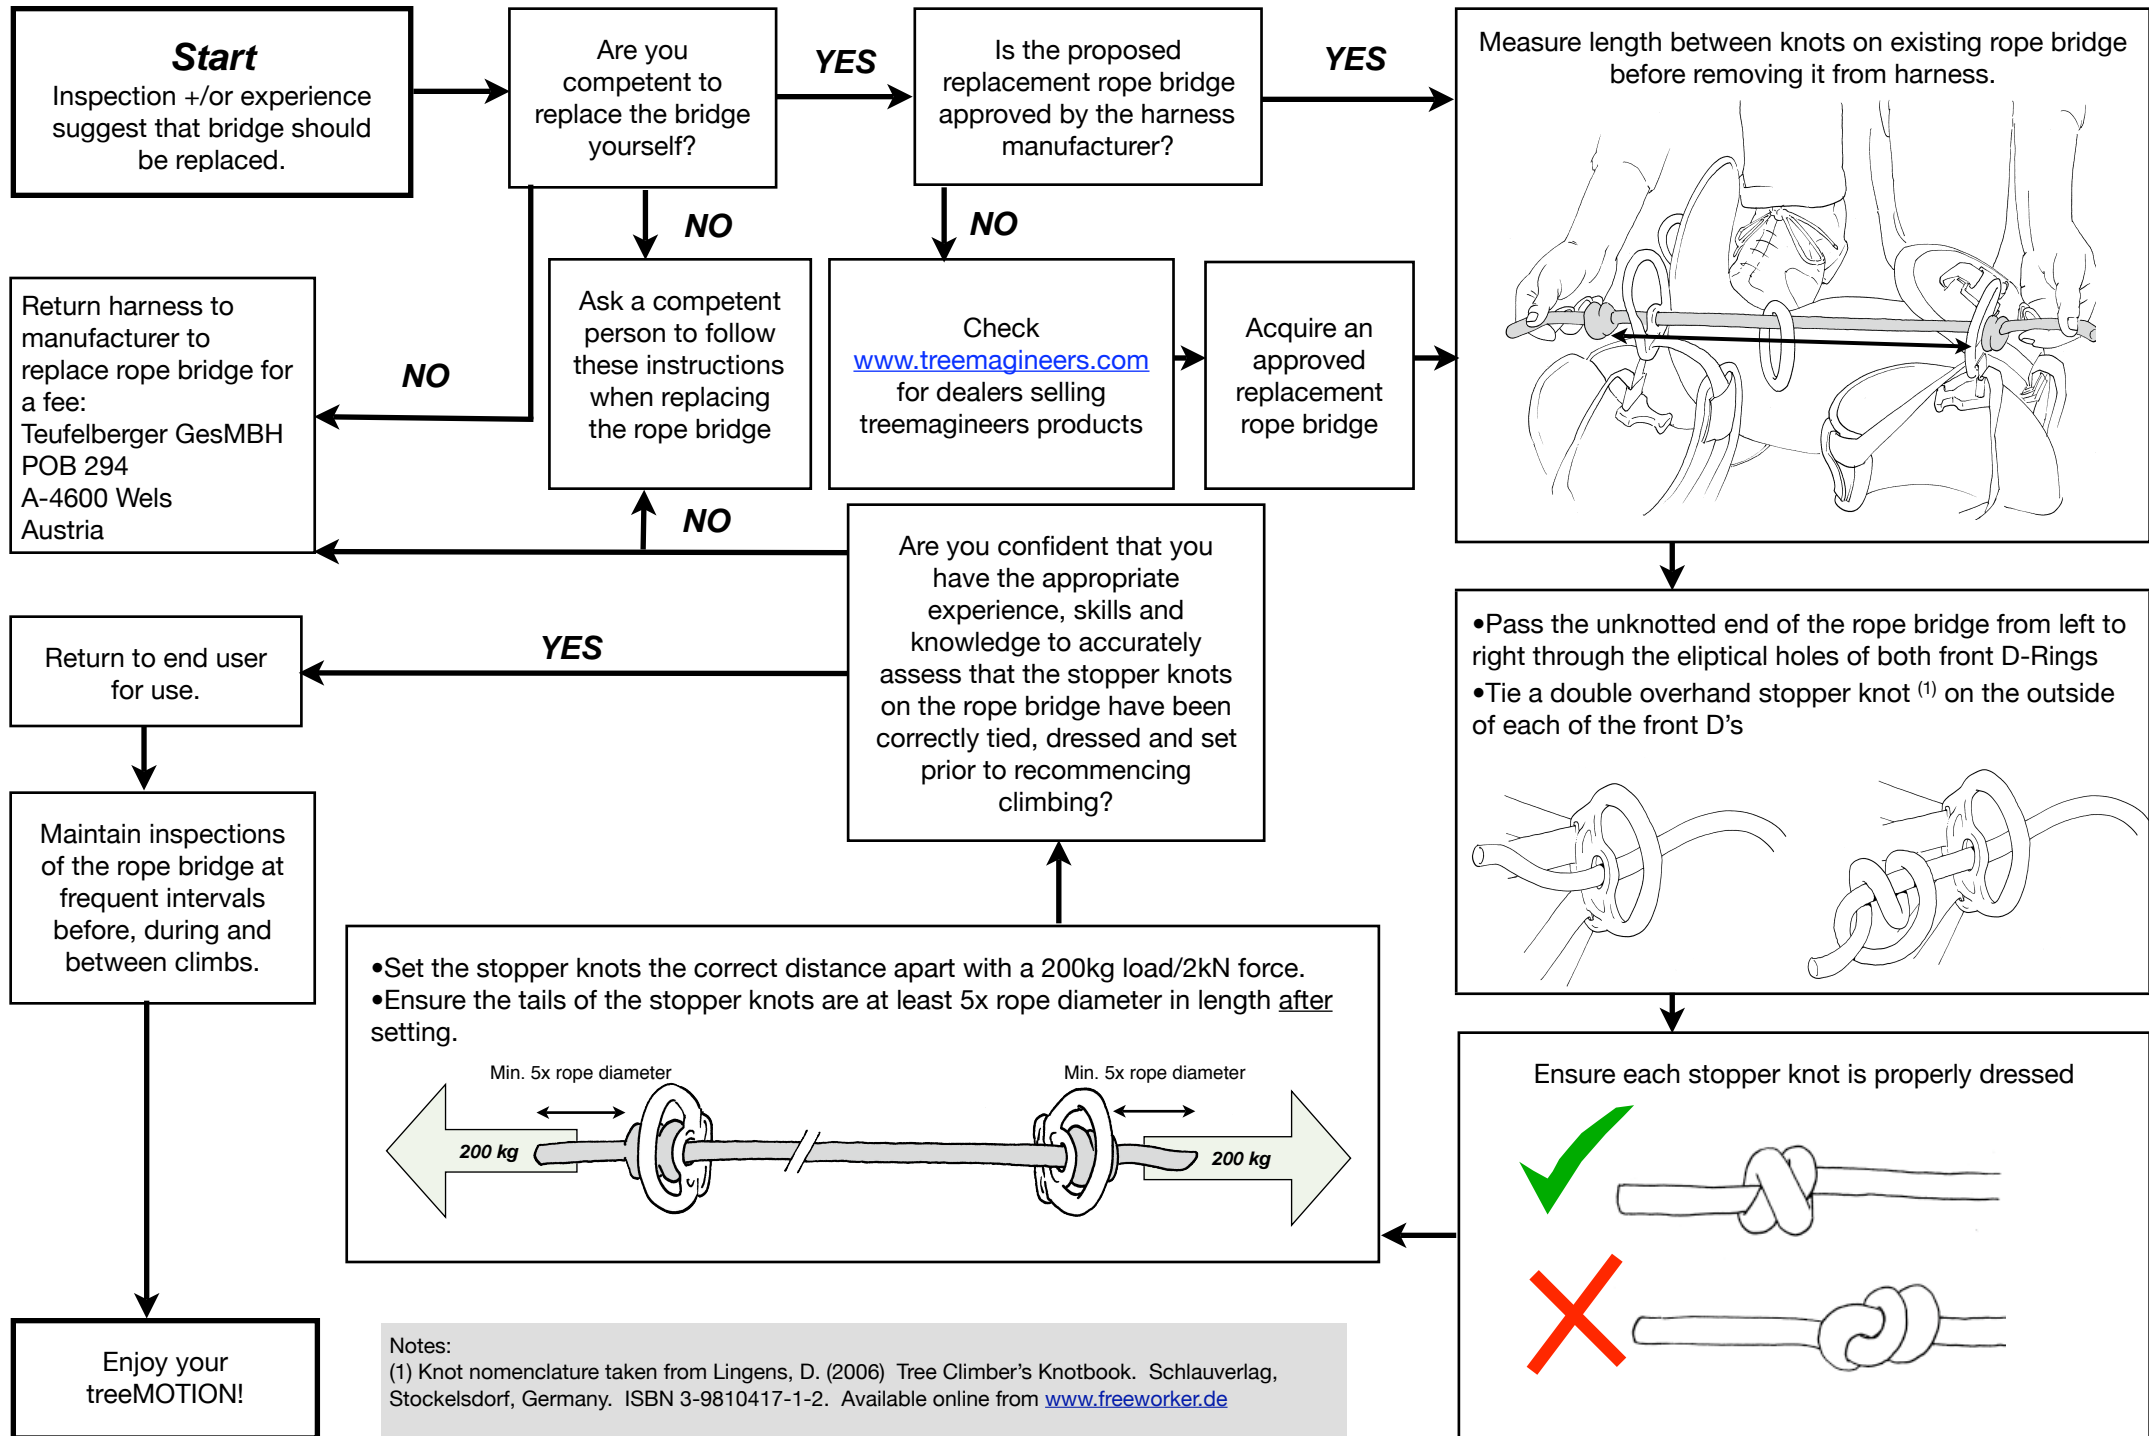 Start
Inspection +/or experience
suggest that bridge should
be replaced.
Are you
competent to
replace the bridge
yourself?
YES
Is the proposed
replacement rope bridge
approved by the harness
manufacturer?
YES
Measure length between knots on existing rope bridge
before removing it from harness.
NO
NO
Return harness to
manufacturer to
replace rope bridge for
a fee:
Teufelberger GesMBH
POB 294
A-4600 Wels
Austria
NO
Ask a competent
person to follow
these instructions
when replacing
the rope bridge
Check
www.treemagineers.com
for dealers selling
treemagineers products
Acquire an
approved
replacement
rope bridge
NO
Are you confident that you
have the appropriate
experience, skills and
knowledge to accurately
assess that the stopper knots
on the rope bridge have been
correctly tied, dressed and set
prior to recommencing
climbing?
•Pass the unknotted end of the rope bridge from left to
right through the eliptical holes of both front D-Rings
•Tie a double overhand stopper knot (1) on the outside
of each of the front D’s
YES
Return to end user
for use.
Maintain inspections
of the rope bridge at
frequent intervals
before, during and
between climbs.
•Set the stopper knots the correct distance apart with a 200kg load/2kN force.
•Ensure the tails of the stopper knots are at least 5x rope diameter in length after
setting.
Min. 5x rope diameter
Min. 5x rope diameter
200 kg
200 kg
Ensure each stopper knot is properly dressed
Enjoy your
treeMOTION!
Notes:
(1) Knot nomenclature taken from Lingens, D. (2006) Tree Climber’s Knotbook. Schlauverlag,
Stockelsdorf, Germany. ISBN 3-9810417-1-2. Available online from www.freeworker.de